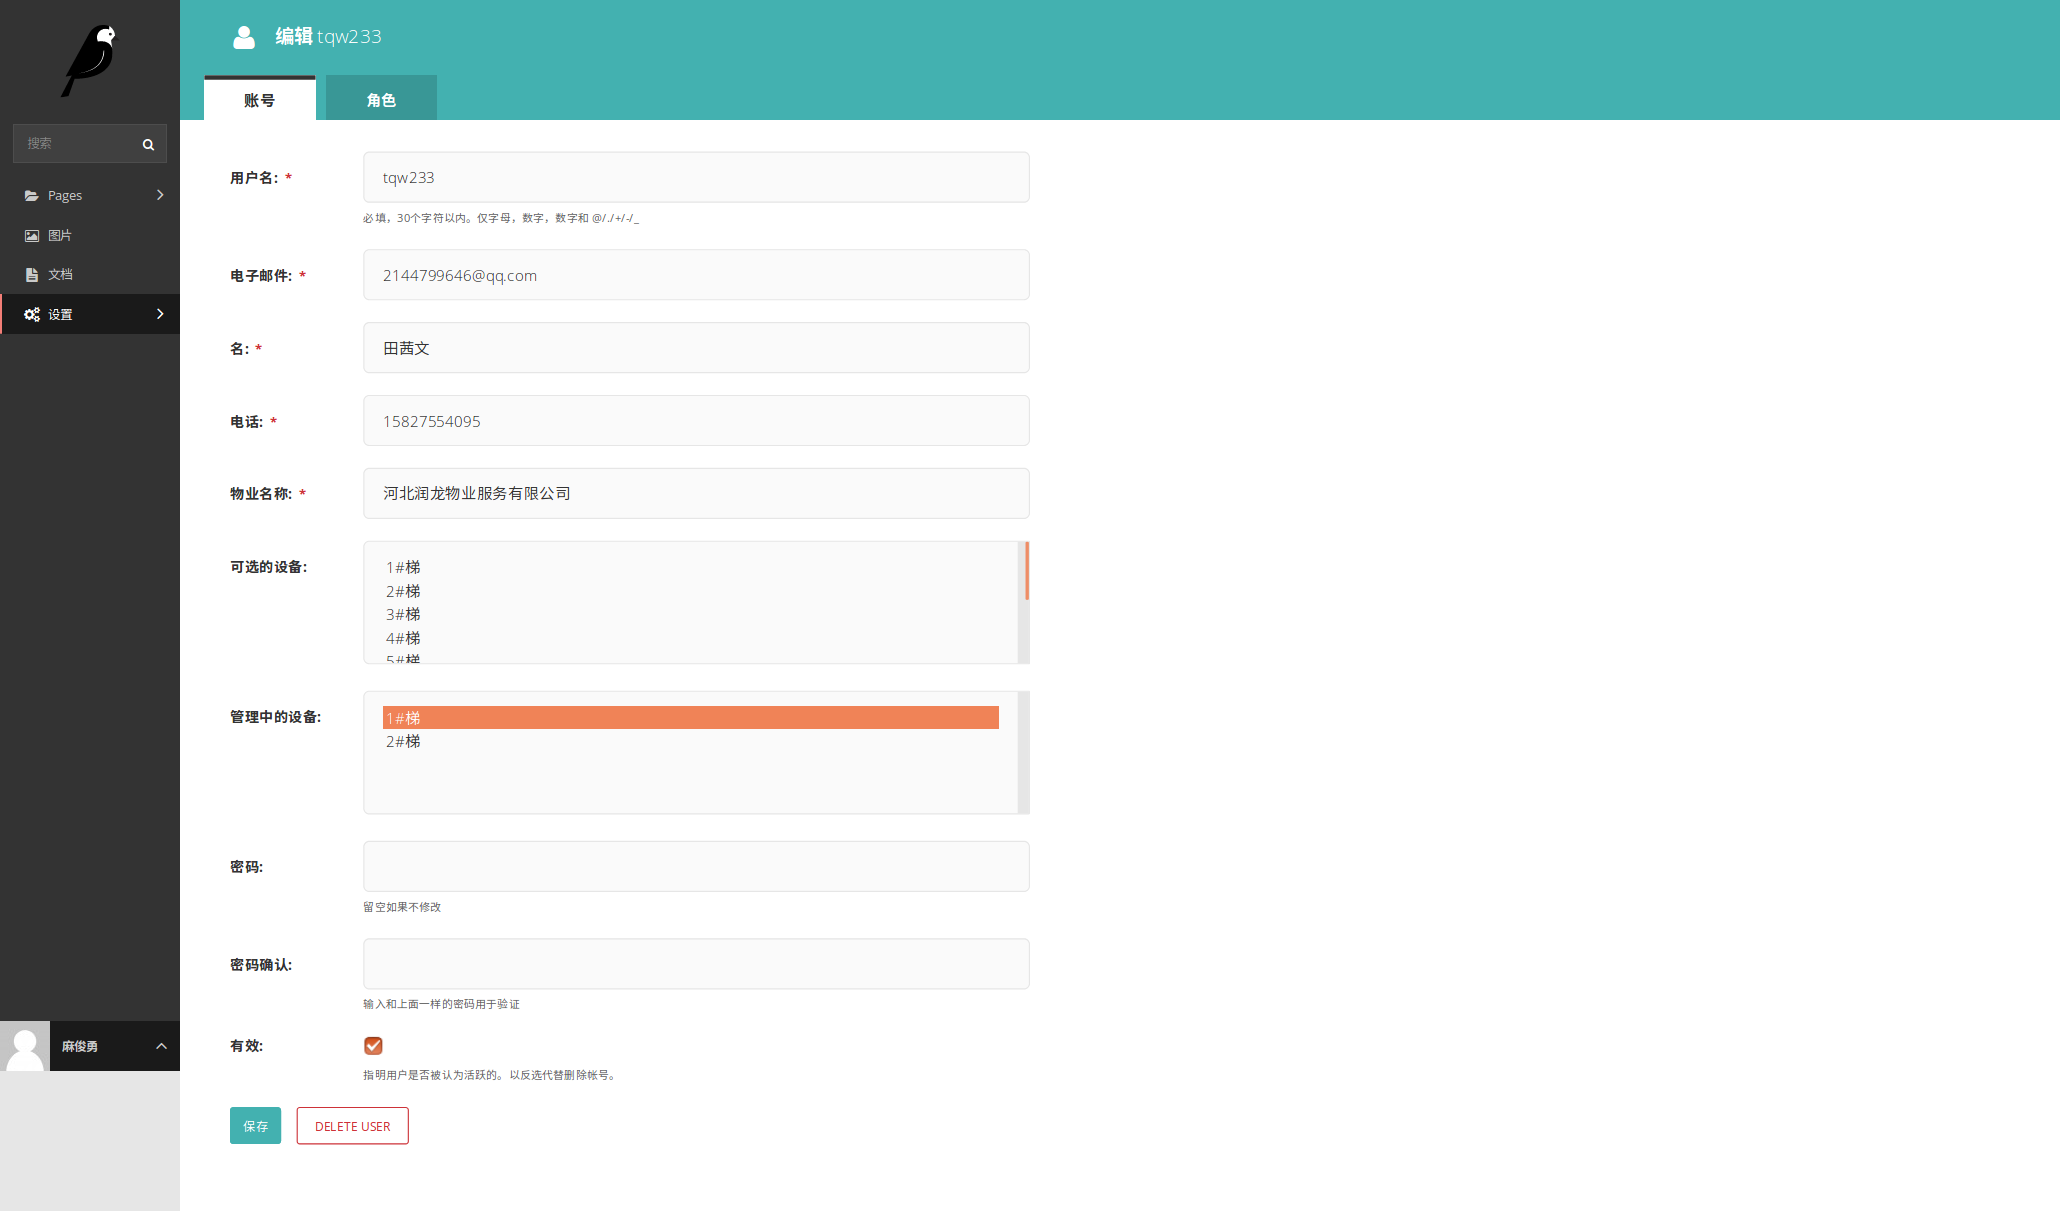 搜索
Pages
图片
文档
设置
麻俊勇
编辑 tqw233
账号
角色
用户名: *
tqw233
必填，30个字符以内。仅字母，数字，数字和 @/./+/-/_
电子邮件: *
2144799646@qq.com
名: *
田茜文
电话: *
15827554095
物业名称: *
河北润龙物业服务有限公司
可选的设备:
1#梯
2#梯
3#梯
4#梯
5#梯
管理中的设备:
1#梯
2#梯
密码:
留空如果不修改
密码确认:
输入和上面一样的密码用于验证
有效:
指明用户是否被认为活跃的。以反选代替删除帐号。
保存
DELETE USER